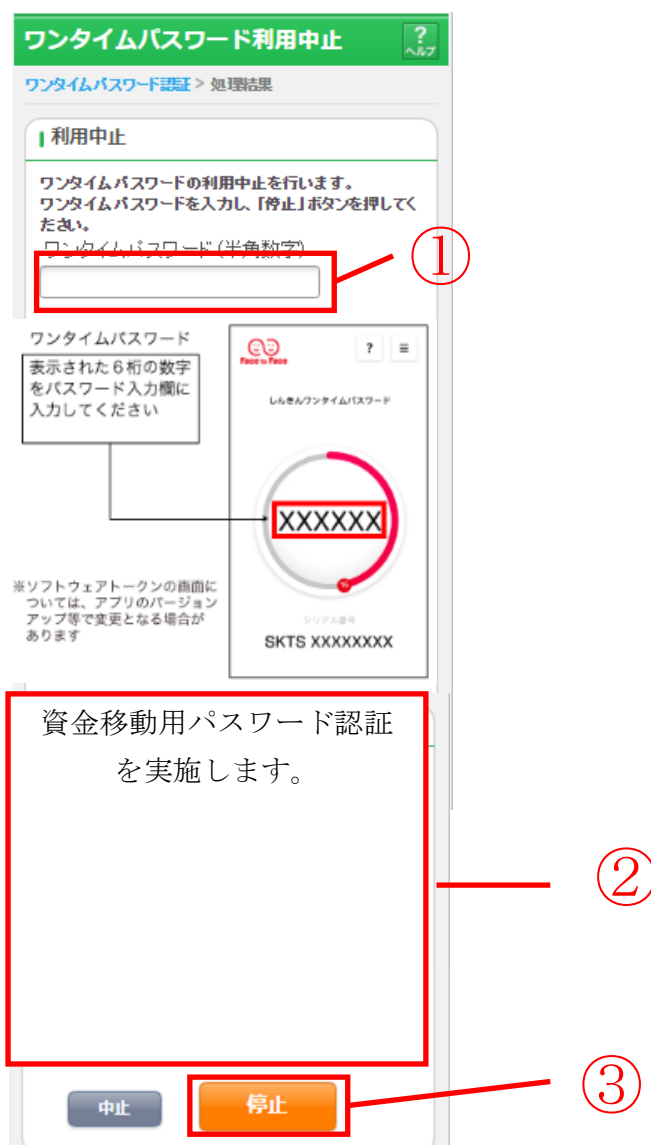 ワンタイムパスワード利用中止
?
ヘルプ
ワンタイムパスワード認証 > 処理結果
利用中止
ワンタイムパスワードの利用中止を行います。
ワンタイムパスワードを入力し、「停止」ボタンを押してく
ださい。
ワンタイムパスワード(半角数字)
①
ワンタイムパスワード
表示された6桁の数字
をパスワード入力欄に
入力してください
Face to Face
? ≡
しんきんワンタイムパスワード
XXXXXX
15
シリアル番号
SKTS XXXXXXXX
※ソフトウェアトークンの画面に
ついては、アプリのバージョン
アップ等で変更となる場合が
あります
資金移動用パスワード認証
を実施します。
②
中止
停止
③